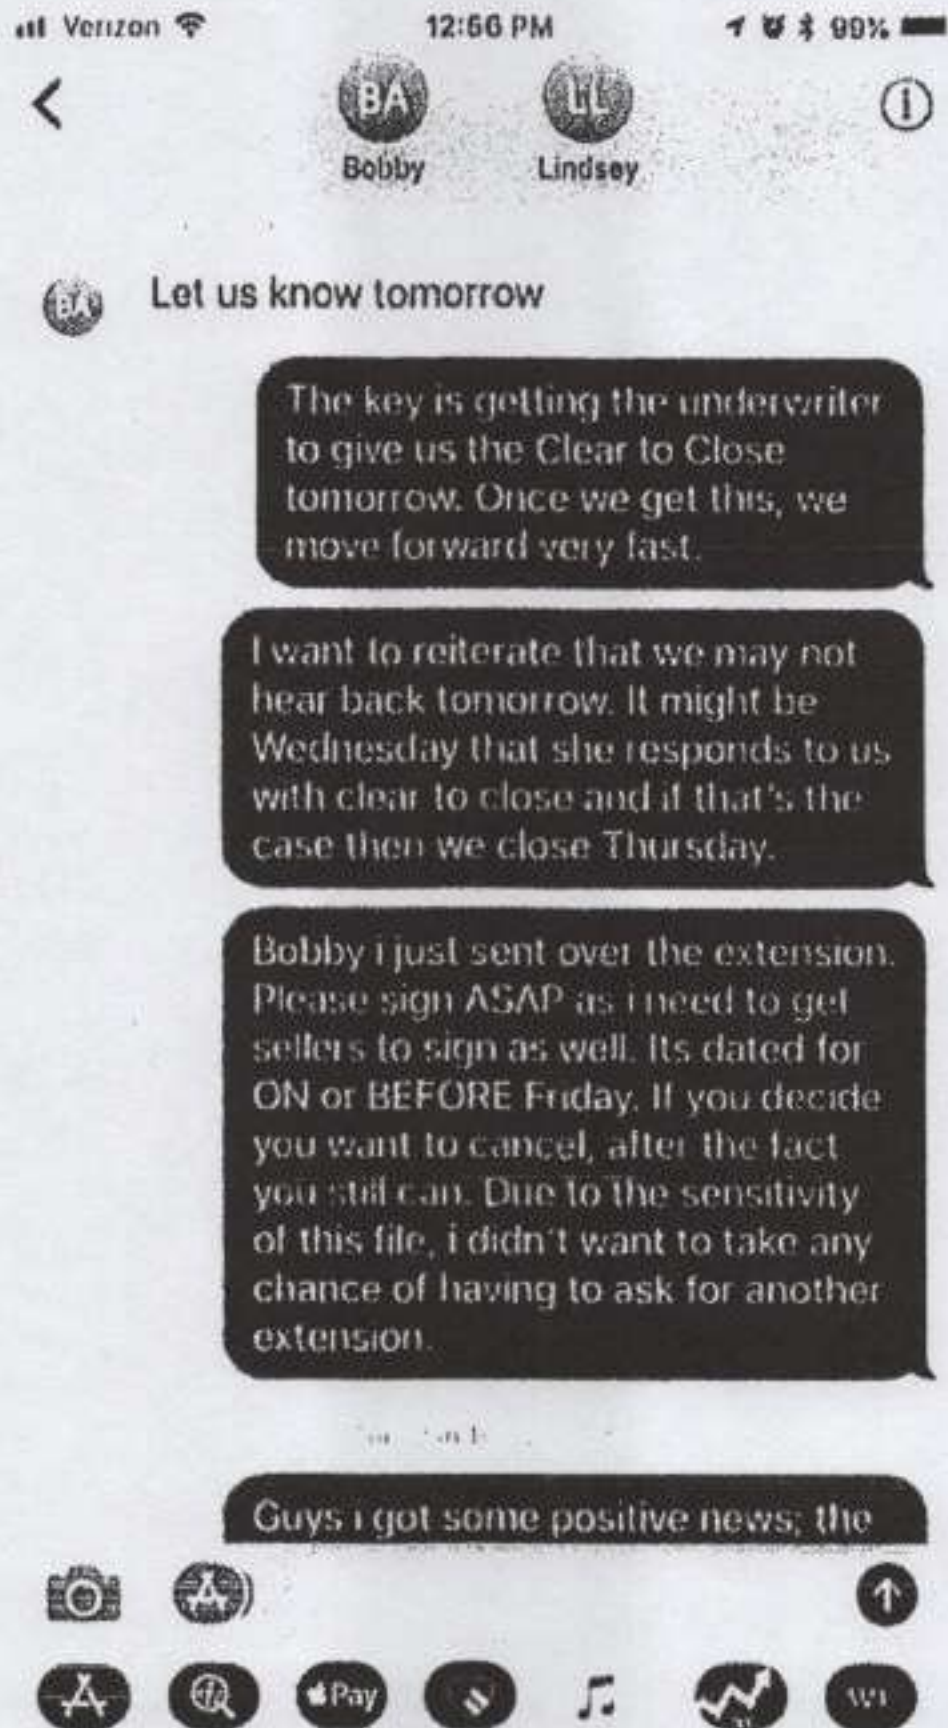 Verizon 12:56 PM 99%
BA LL
Bobby Lindsey
BA Let us know tomorrow
The key is getting the underwriter
to give us the Clear to Close
tomorrow. Once we get this, we
move forward very fast.
I want to reiterate that we may not
hear back tomorrow. It might be
Wednesday that she responds to us
with clear to close and if that's the
case then we close Thursday.
Bobby i just sent over the extension.
Please sign ASAP as i need to get
sellers to sign as well. Its dated for
ON or BEFORE Friday. If you decide
you want to cancel, after the fact
you still can. Due to the sensitivity
of this file, i didn't want to take any
chance of having to ask for another
extension.
Guys i got some positive news; the
Pay